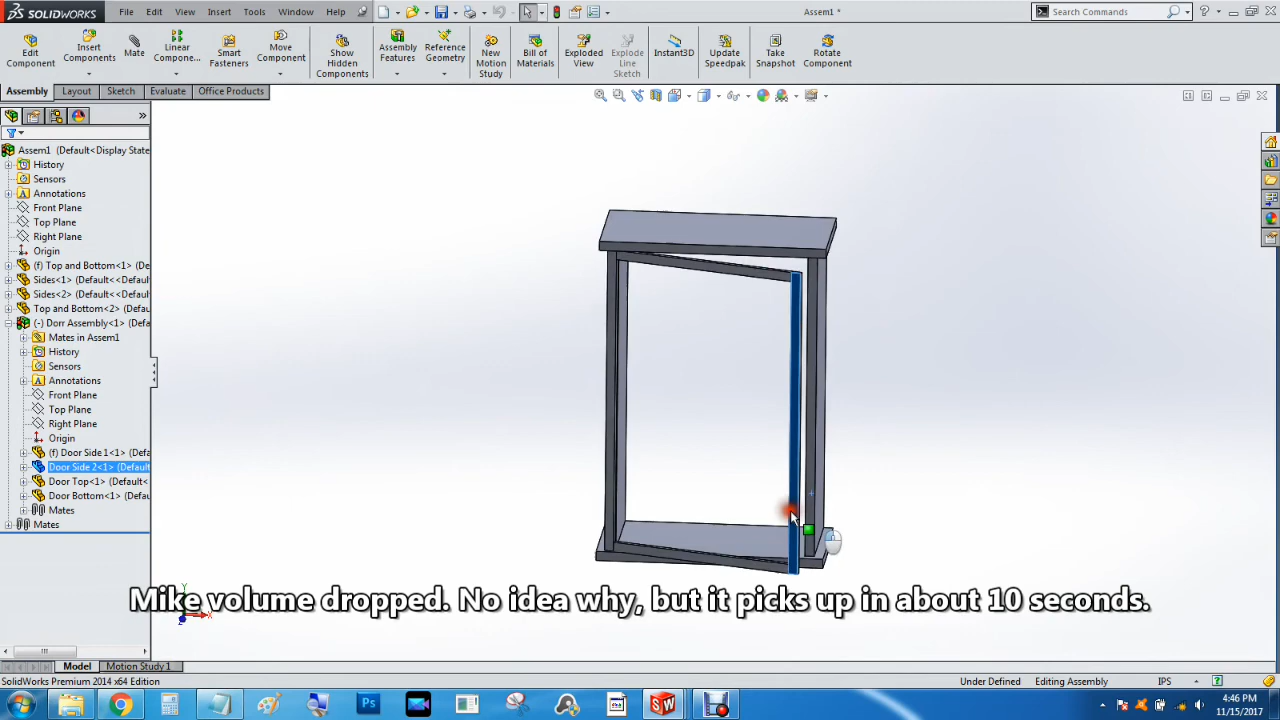 SOLIDWORKS File Edit View Insert Tools Window Help Assem1 * Search Commands
Edit Component
Insert Components
Mate
Linear Compone...
Smart Fasteners
Move Component
Show Hidden Components
Assembly Features
Reference Geometry
New Motion Study
Bill of Materials
Exploded View
Explode Line Sketch
Instant3D
Update Speedpak
Take Snapshot
Rotate Component
Assembly Layout Sketch Evaluate Office Products
Assem1 (Default<Display State
History
Sensors
Annotations
Front Plane
Top Plane
Right Plane
Origin
(f) Top and Bottom<1> (De
Sides<1> (Default<<Default
Sides<2> (Default<<Default
Top and Bottom<2> (Defau
(-) Dorr Assembly<1> (Defa
Mates in Assem1
History
Sensors
Annotations
Front Plane
Top Plane
Right Plane
Origin
(f) Door Side 1<1> (Def
Door Side 2<1> (Defaul
Door Top<1> (Default<
Door Bottom<1> (Defau
Mates
Mates
Y
X
Z
Mike volume dropped. No idea why, but it picks up in about 10 seconds.
Model Motion Study 1
SolidWorks Premium 2014 x64 Edition Under Defined Editing Assembly IPS
Ps
SW
4:46 PM
11/15/2017